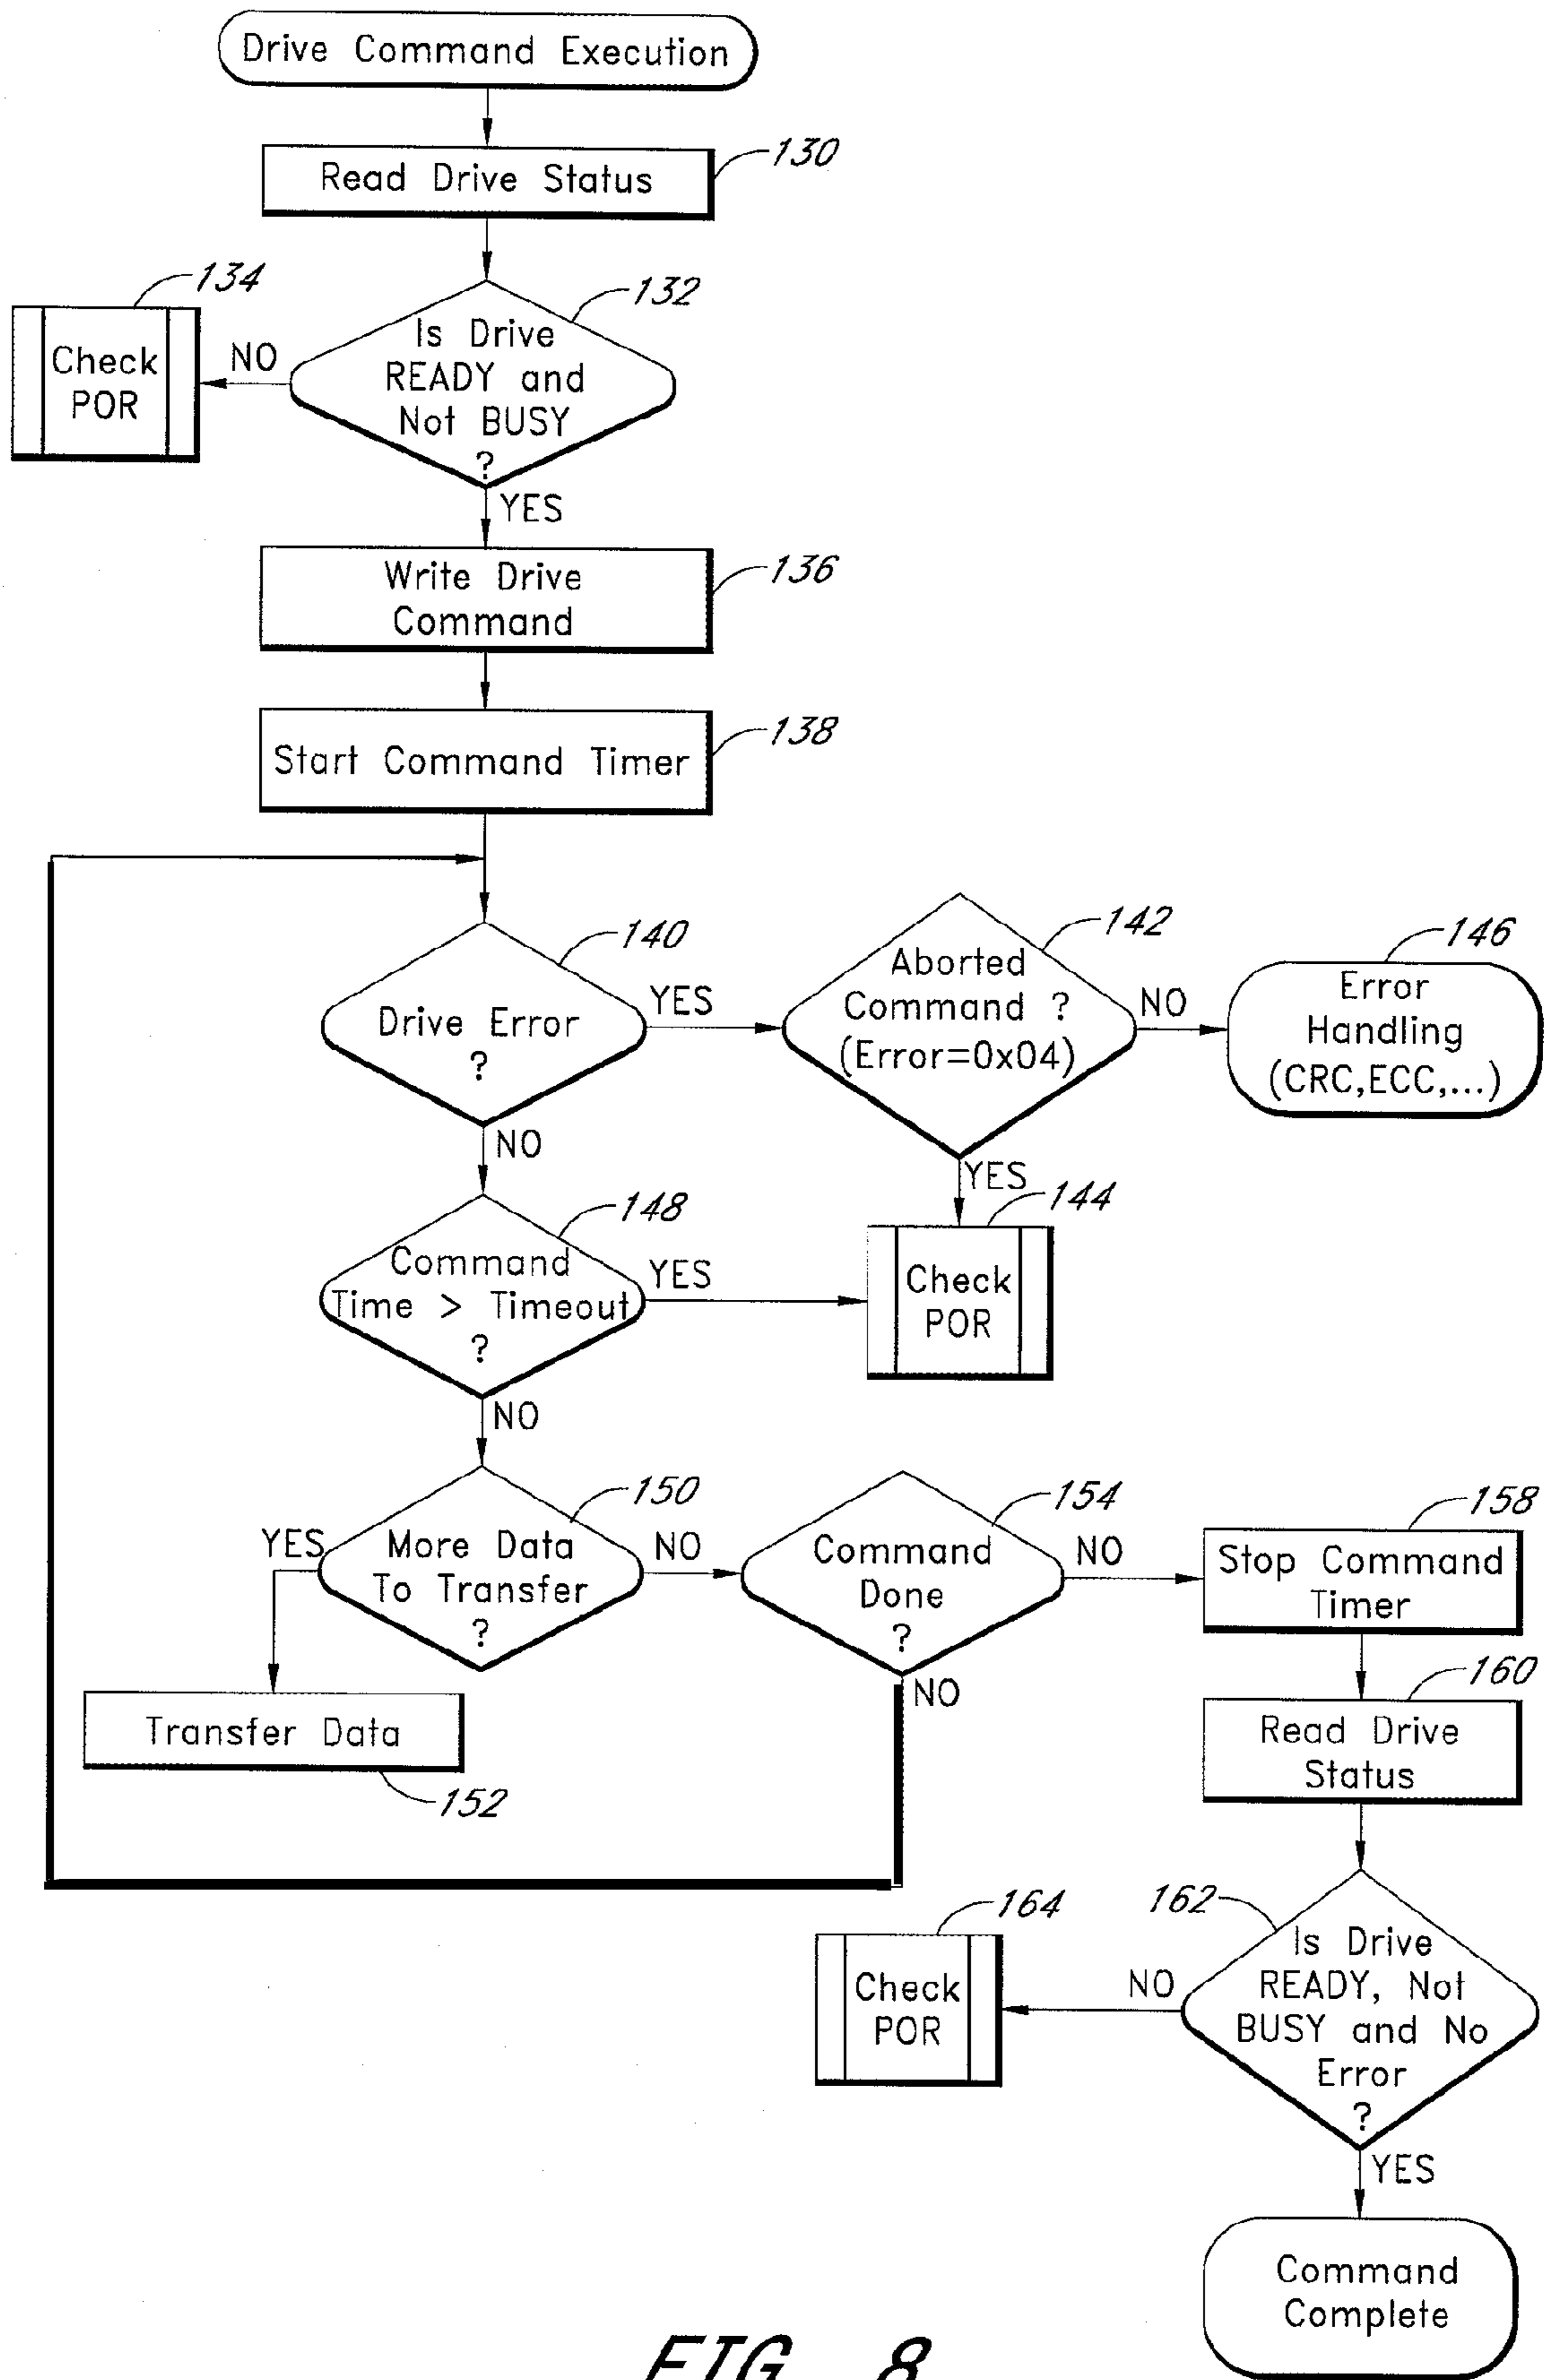 Drive Command Execution
Read Drive Status
130
134
132
Check
POR
NO
Is Drive
READY and
Not BUSY
?
YES
Write Drive
Command
136
Start Command Timer
138
140
Drive Error
?
YES
NO
142
Aborted
Command ?
(Error=0x04)
NO
YES
146
Error
Handling
(CRC,ECC,...)
148
Command
Time > Timeout
?
YES
NO
144
Check
POR
150
More Data
To Transfer
?
YES
NO
Transfer Data
152
154
Command
Done
?
NO
NO
158
Stop Command
Timer
160
Read Drive
Status
162
Is Drive
READY, Not
BUSY and No
Error
?
NO
YES
164
Check
POR
Command
Complete
FIG. 8